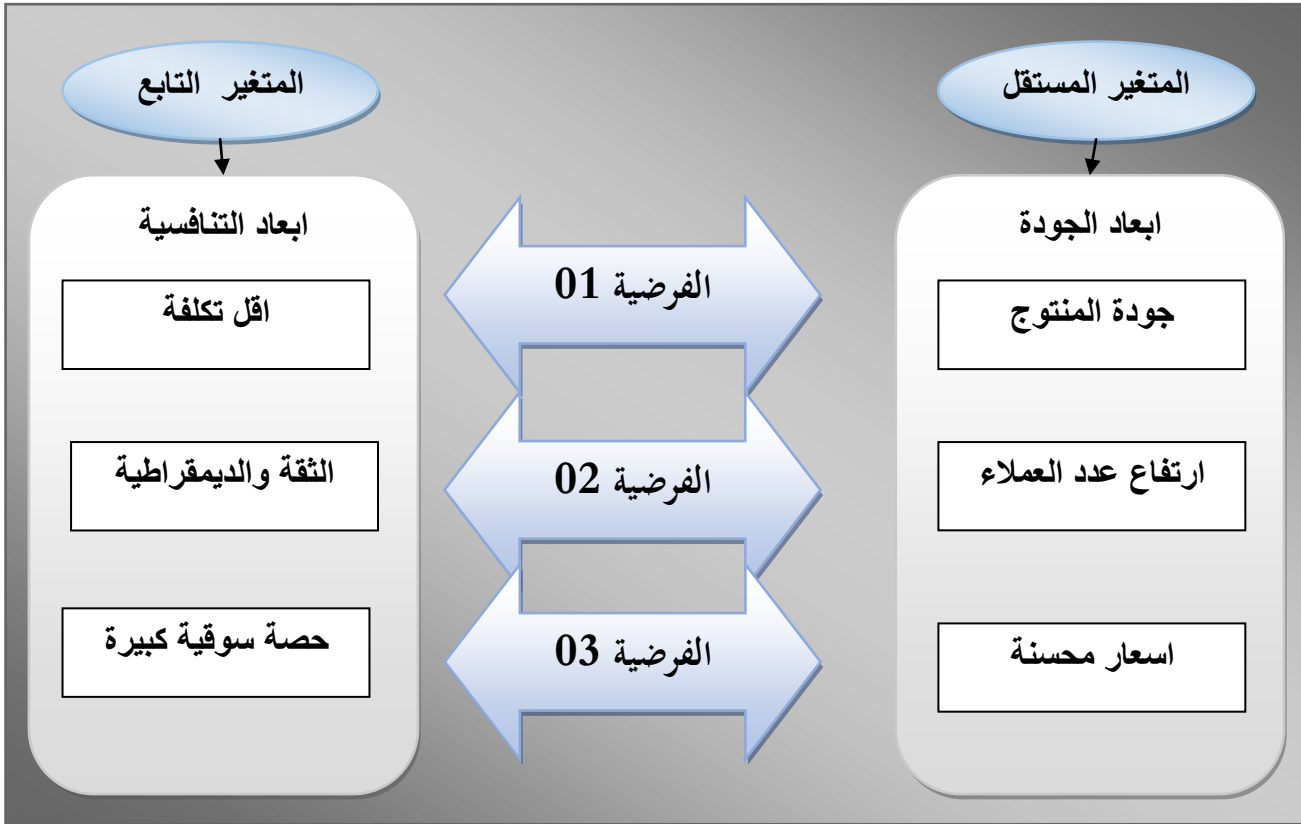 المتغير المستقل
المتغير التابع
ابعاد الجودة
ابعاد التنافسية
جودة المنتوج
الفرضية 01
اقل تكلفة
ارتفاع عدد العملاء
الفرضية 02
الثقة والديمقراطية
اسعار محسنة
الفرضية 03
حصة سوقية كبيرة